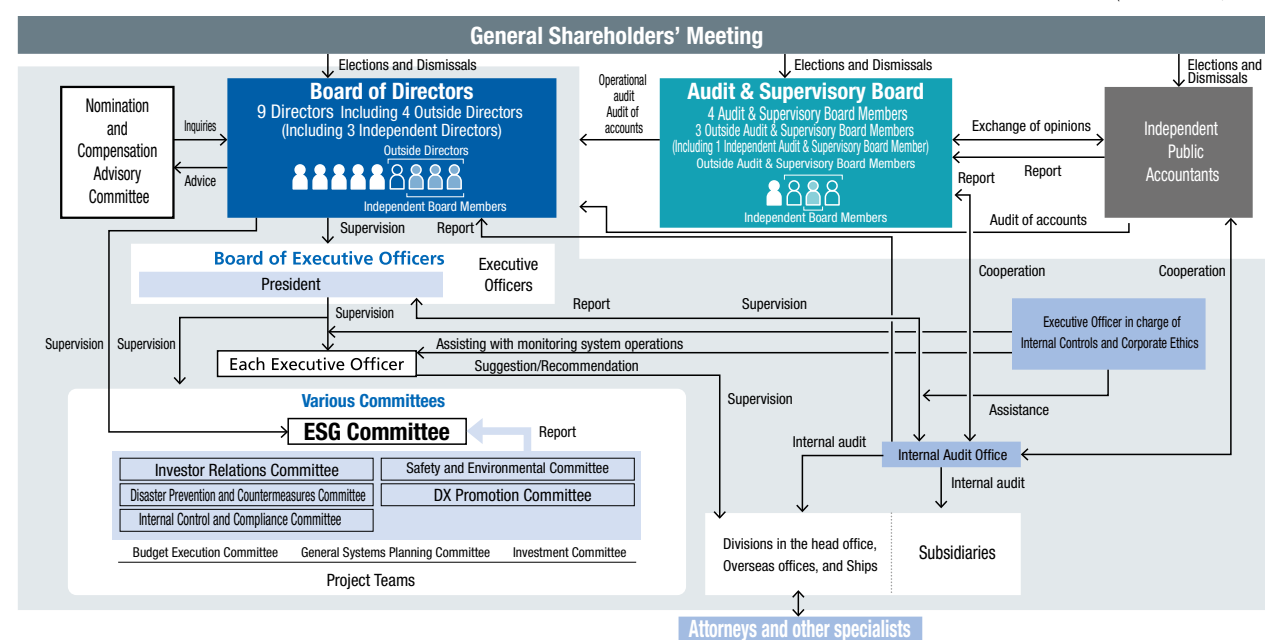 General Shareholders' Meeting
Elections and Dismissals
Elections and Dismissals
Elections and
Dismissals
Nomination
and
Compensation
Advisory
Committee
Inquiries
Advice
Board of Directors
9 Directors Including 4 Outside Directors
(Including 3 Independent Directors)
Outside Directors
Independent Board Members
Operational
audit
Audit of
accounts
Audit & Supervisory Board
4 Audit & Supervisory Board Members
3 Outside Audit & Supervisory Board Members
(Including 1 Independent Audit & Supervisory Board Member)
Outside Audit & Supervisory Board Members
Independent Board Members
Exchange of opinions
Report
Report
Independent
Public
Accountants
Audit of accounts
Supervision
Report
Board of Executive Officers
President
Executive
Officers
Cooperation
Cooperation
Supervision
Report
Supervision
Executive Officer in charge of
Internal Controls and Corporate Ethics
Supervision
Supervision
Assisting with monitoring system operations
Each Executive Officer
Suggestion/Recommendation
Supervision
Assistance
Various Committees
ESG Committee
Report
Investor Relations Committee
Safety and Environmental Committee
Disaster Prevention and Countermeasures Committee
DX Promotion Committee
Internal Control and Compliance Committee
Budget Execution Committee
General Systems Planning Committee
Investment Committee
Project Teams
Internal audit
Internal Audit Office
Internal audit
Divisions in the head office,
Overseas offices, and Ships
Subsidiaries
Attorneys and other specialists